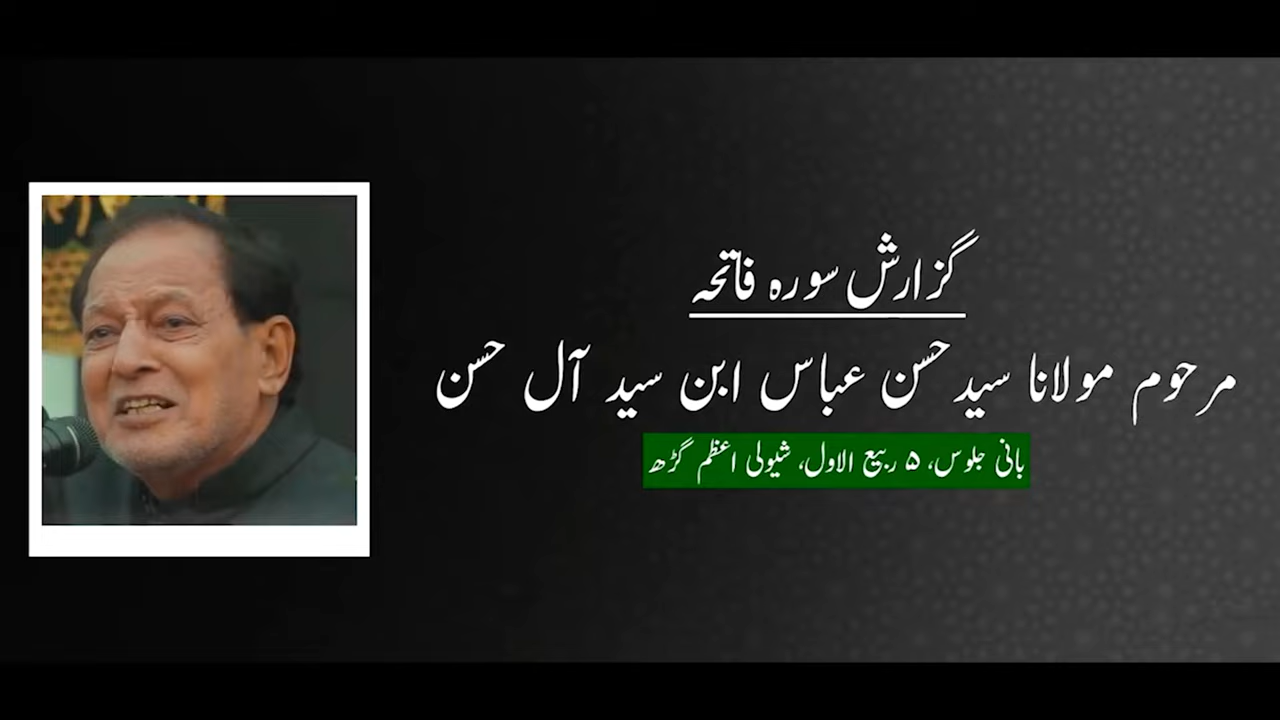 گزارش سورہ فاتحہ
مرحوم مولانا سید حسن عباس ابن سید آل حسن
بانی جلوس، ۵ ربیع الاول، شیولی اعظم گڑھ